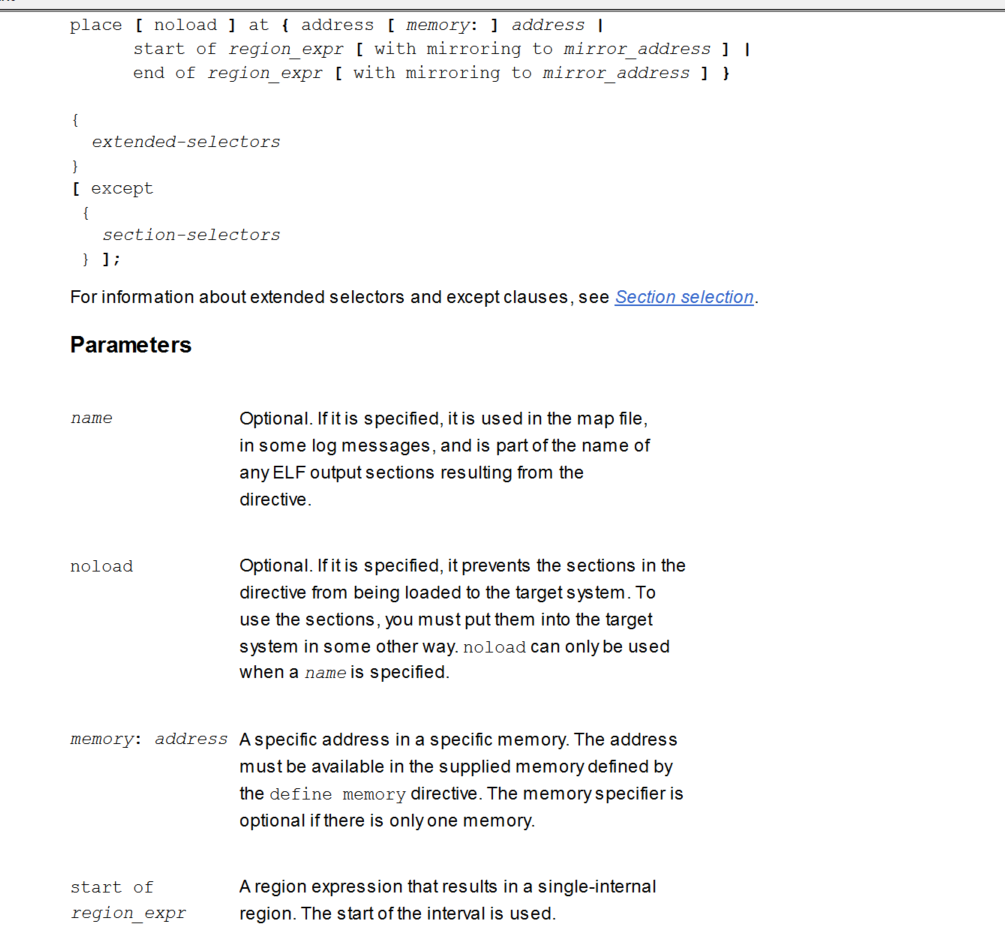 place [ noload ] at { address [ memory: ] address |
start of region_expr [ with mirroring to mirror_address ] |
end of region_expr [ with mirroring to mirror_address ] }
{
extended-selectors
}
[ except
{
section-selectors
} ];
For information about extended selectors and except clauses, see Section selection.
Parameters
name Optional. If it is specified, it is used in the map file,
in some log messages, and is part of the name of
any ELF output sections resulting from the
directive.
noload Optional. If it is specified, it prevents the sections in the
directive from being loaded to the target system. To
use the sections, you must put them into the target
system in some other way. noload can only be used
when a name is specified.
memory: address A specific address in a specific memory. The address
must be available in the supplied memory defined by
the define memory directive. The memory specifier is
optional if there is only one memory.
start of A region expression that results in a single-internal
region_expr region. The start of the interval is used.